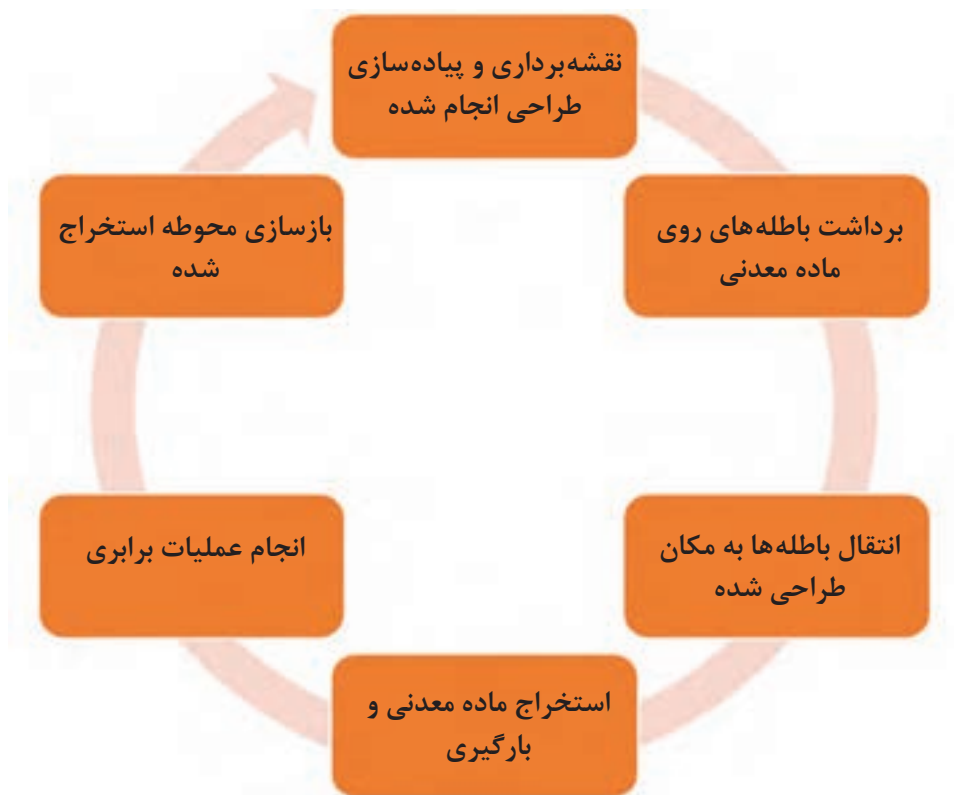 نقشه‌برداری و پیاده‌سازی
طراحی انجام شده
برداشت باطله‌های روی
ماده معدنی
انتقال باطله‌ها به مکان
طراحی شده
استخراج ماده معدنی و
بارگیری
انجام عملیات برابری
بازسازی محوطه استخراج
شده